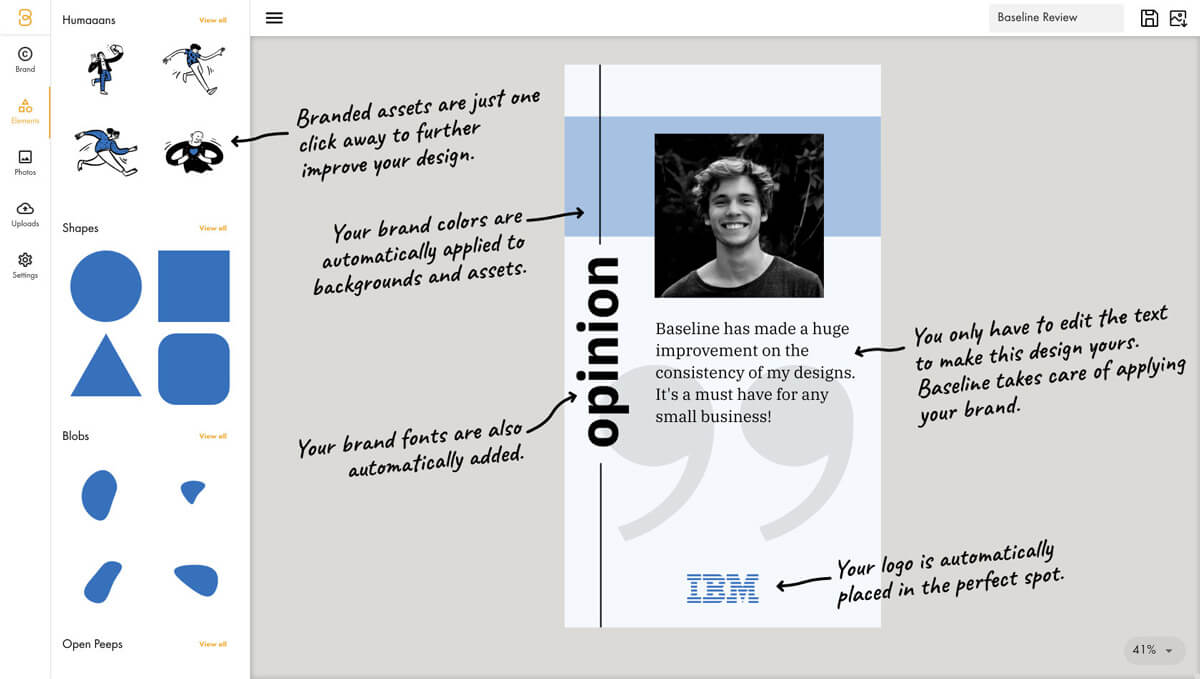 Humaaans
View all
Baseline Review
Brand
Elements
Photos
Uploads
Settings
Shapes
View all
Blobs
View all
Open Peeps
View all
Branded assets are just one
click away to further
improve your design.
Your brand colors are
automatically applied to
backgrounds and assets.
Your brand fonts are also
automatically added.
opinion
Baseline has made a huge
improvement on the
consistency of my designs.
It's a must have for any
small business!
You only have to edit the text
to make this design yours.
Baseline takes care of applying
your brand.
IBM
Your logo is automatically
placed in the perfect spot.
41%